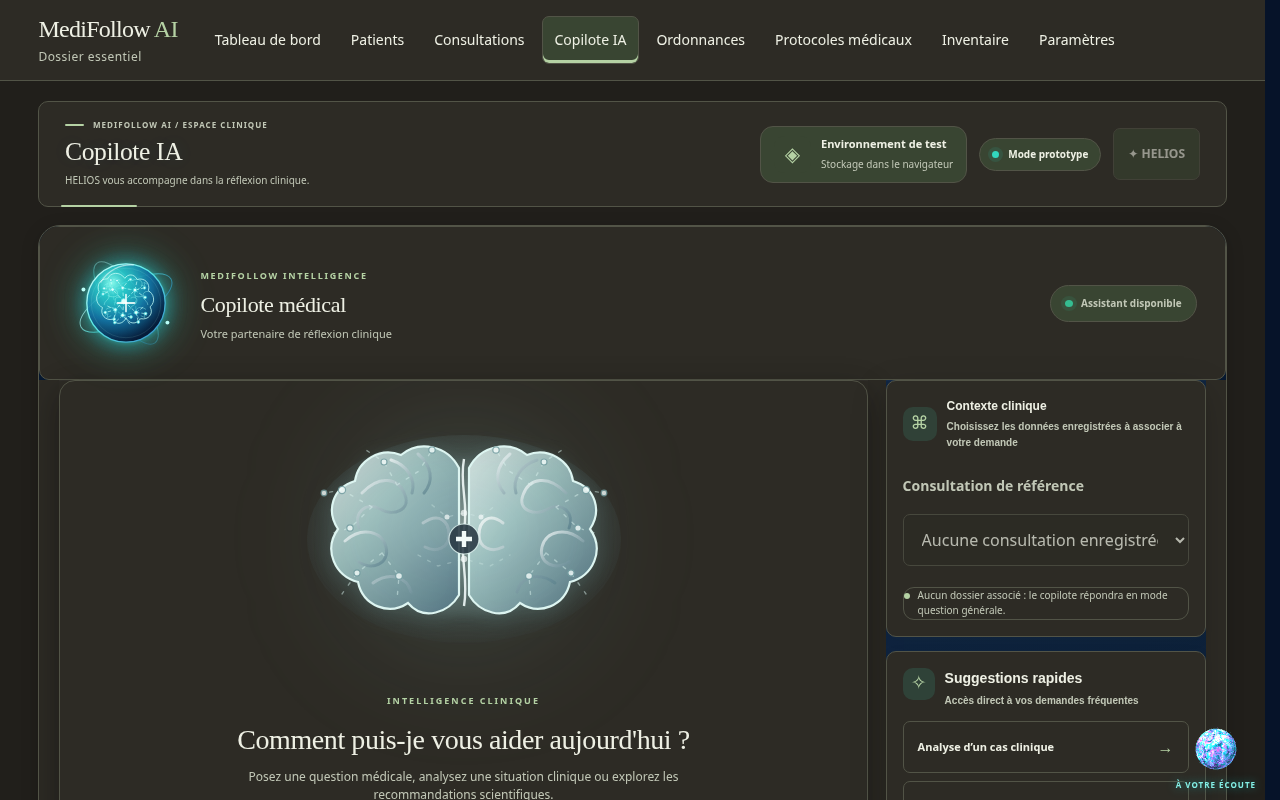 MediFollow AI
Dossier essentiel
Tableau de bord
Patients
Consultations
Copilote IA
Ordonnances
Protocoles médicaux
Inventaire
Paramètres
MEDIFOLLOW AI / ESPACE CLINIQUE
Copilote IA
HELIOS vous accompagne dans la réflexion clinique.
Environnement de test
Stockage dans le navigateur
Mode prototype
✦ HELIOS
MEDIFOLLOW INTELLIGENCE
Copilote médical
Votre partenaire de réflexion clinique
Assistant disponible
INTELLIGENCE CLINIQUE
Comment puis-je vous aider aujourd'hui ?
Posez une question médicale, analysez une situation clinique ou explorez les
recommandations scientifiques.
Contexte clinique
Choisissez les données enregistrées à associer à
votre demande
Consultation de référence
Aucune consultation enregistrée
Aucun dossier associé : le copilote répondra en mode
question générale.
Suggestions rapides
Accès direct à vos demandes fréquentes
Analyse d’un cas clinique →
À VOTRE ÉCOUTE